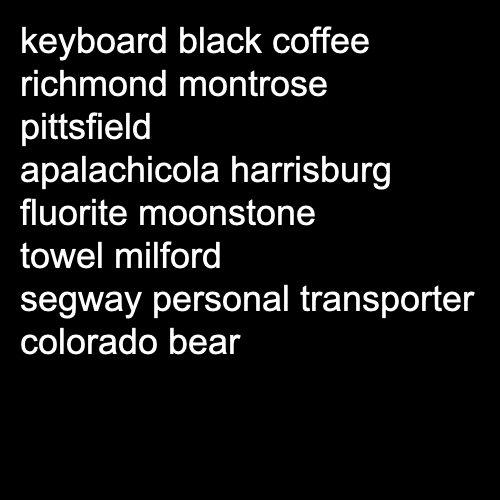 keyboard black coffee
richmond montrose
pittsfield
apalachicola harrisburg
fluorite moonstone
towel milford
segway personal transporter
colorado bear